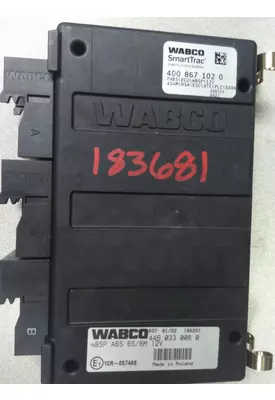 WABCO
SmartTrac
400 867 102 0
A
WABCO
183681
A
B
WABCO
446 033 008 0
mBSP ABS 6S/6M 12V
10R-057466
Made in Poland